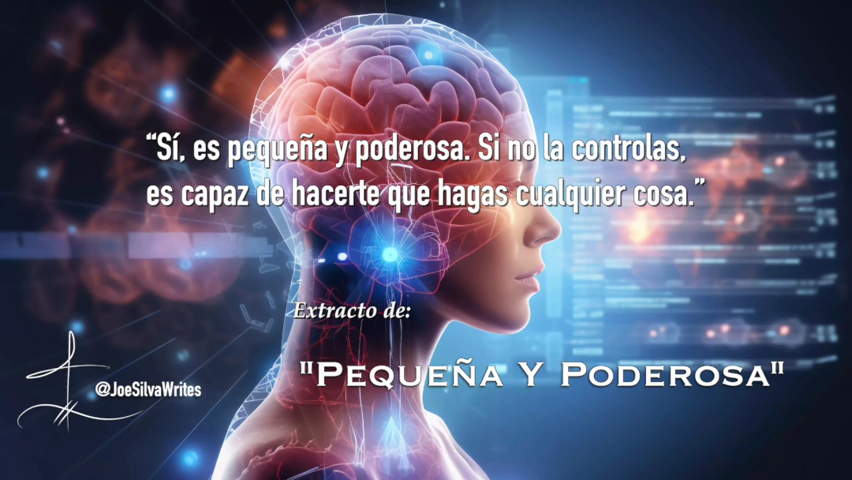 “Sí, es pequeña y poderosa. Si no la controlas,
es capaz de hacerte que hagas cualquier cosa.”
Extracto de:
"Pequeña Y Poderosa"
@JoeSilvaWrites